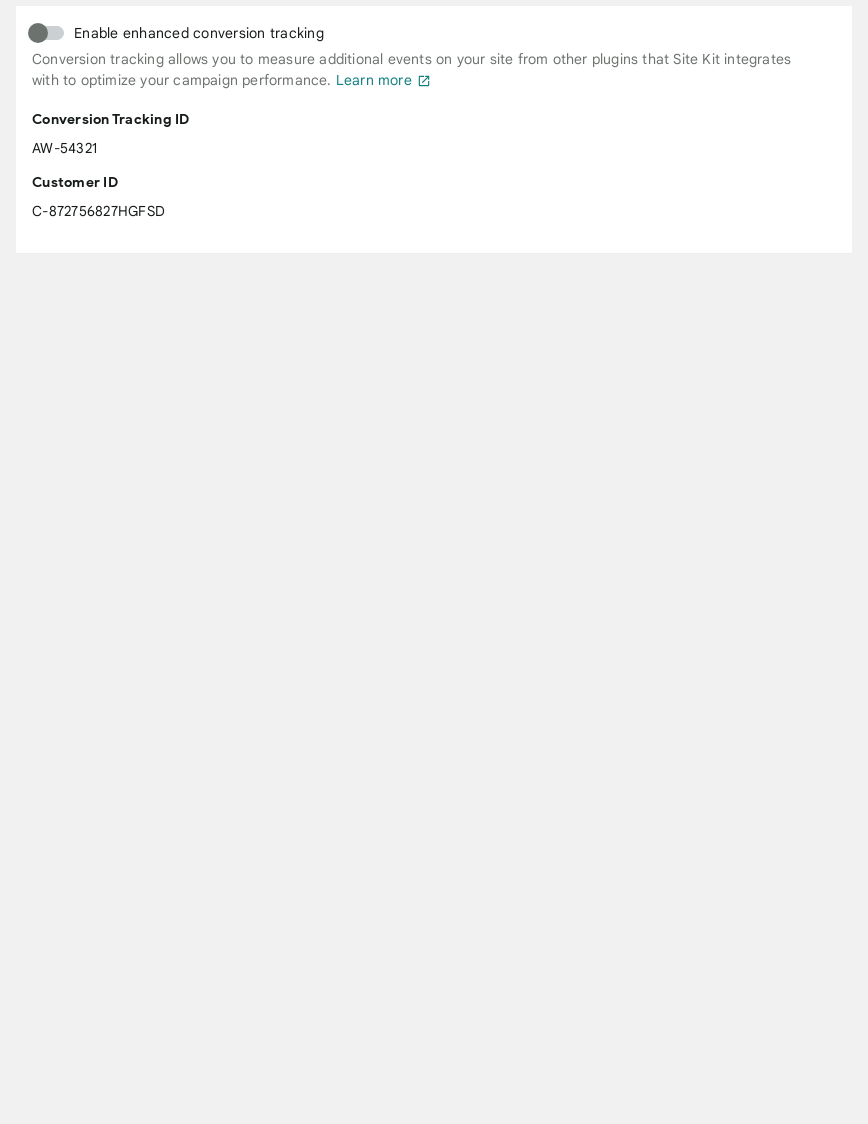 Enable enhanced conversion tracking
Conversion tracking allows you to measure additional events on your site from other plugins that Site Kit integrates
with to optimize your campaign performance. Learn more
Conversion Tracking ID
AW-54321
Customer ID
C-872756827HGFSD